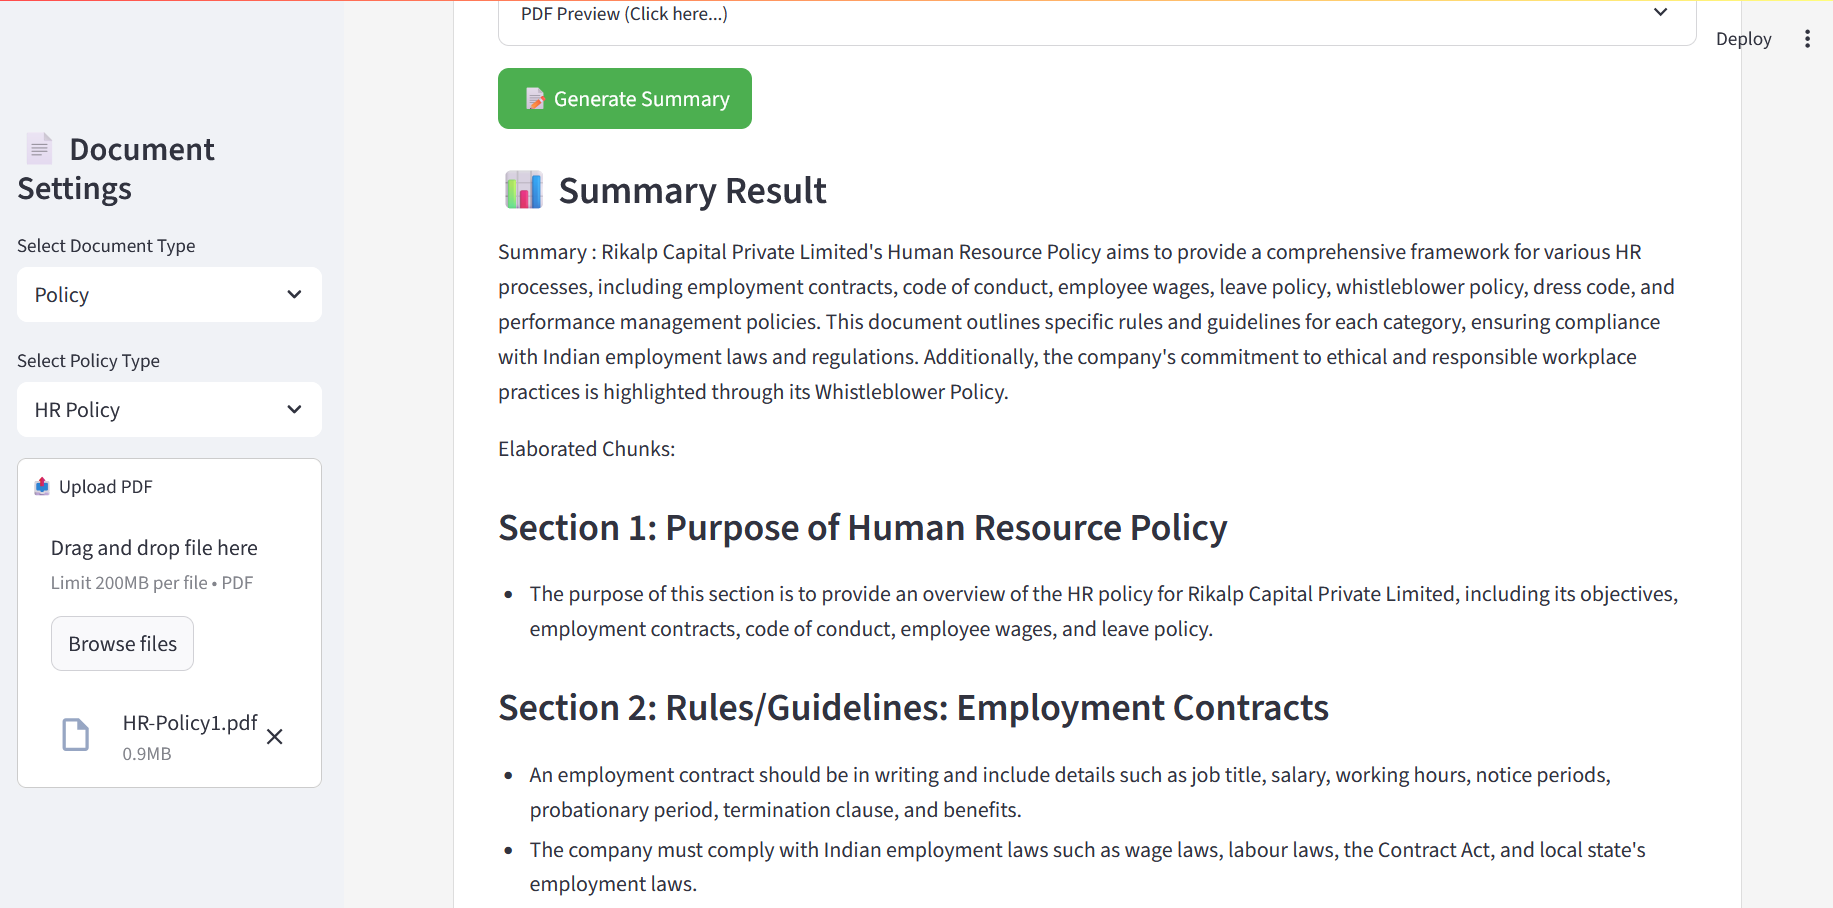 Document
Settings
Select Document Type
Policy
Select Policy Type
HR Policy
Upload PDF
Drag and drop file here
Limit 200MB per file • PDF
Browse files
HR-Policy1.pdf
0.9MB
PDF Preview (Click here...)
Deploy
Generate Summary
Summary Result
Summary : Rikalp Capital Private Limited's Human Resource Policy aims to provide a comprehensive framework for various HR
processes, including employment contracts, code of conduct, employee wages, leave policy, whistleblower policy, dress code, and
performance management policies. This document outlines specific rules and guidelines for each category, ensuring compliance
with Indian employment laws and regulations. Additionally, the company's commitment to ethical and responsible workplace
practices is highlighted through its Whistleblower Policy.
Elaborated Chunks:
Section 1: Purpose of Human Resource Policy
• The purpose of this section is to provide an overview of the HR policy for Rikalp Capital Private Limited, including its objectives,
employment contracts, code of conduct, employee wages, and leave policy.
Section 2: Rules/Guidelines: Employment Contracts
• An employment contract should be in writing and include details such as job title, salary, working hours, notice periods,
probationary period, termination clause, and benefits.
• The company must comply with Indian employment laws such as wage laws, labour laws, the Contract Act, and local state's
employment laws.